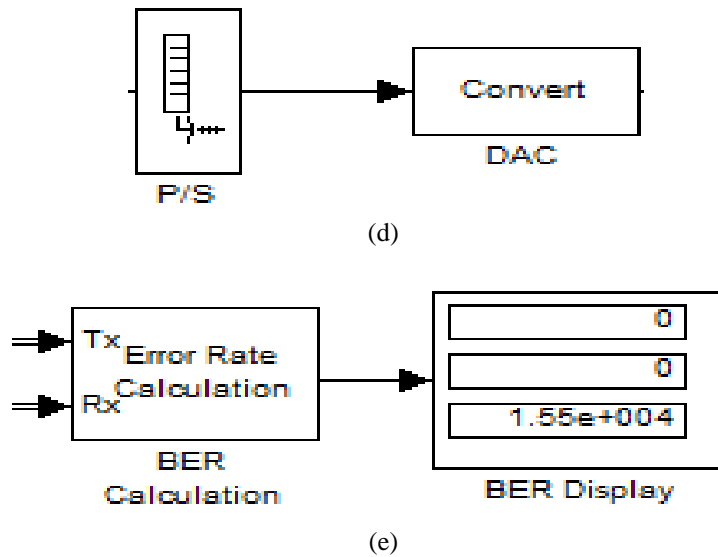 Convert
DAC
P/S
(d)
Tx
Error Rate
Calculation
Rx
BER
Calculation
0
0
1.55e+004
BER Display
(e)